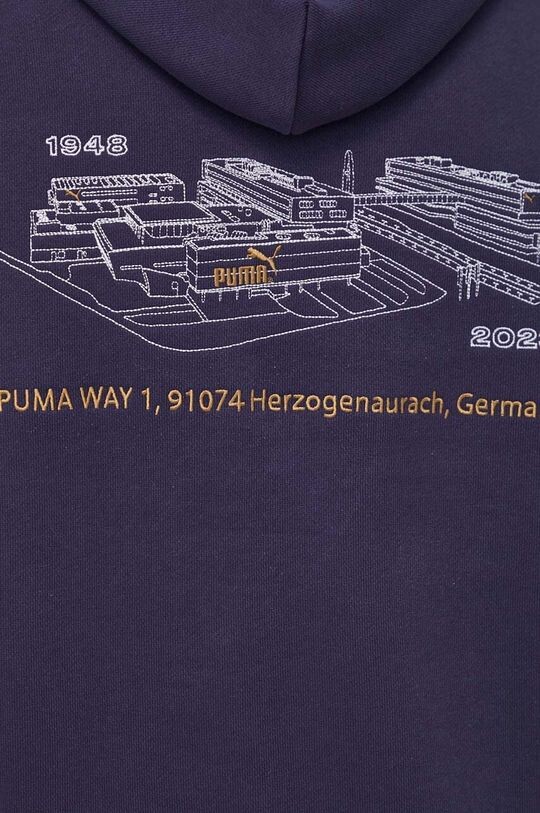 1948
PUMA
202
PUMA WAY 1, 91074 Herzogenaurach, Germa